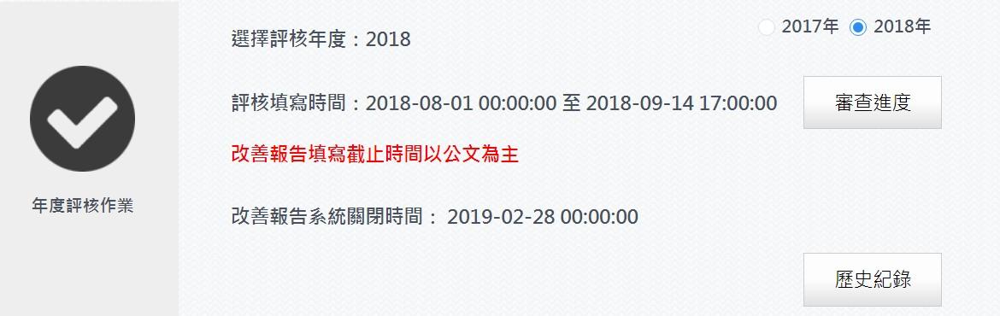 2017年 2018年
選擇評核年度：2018
評核填寫時間：2018-08-01 00:00:00 至 2018-09-14 17:00:00
審查進度
改善報告填寫截止時間以公文為主
年度評核作業
改善報告系統關閉時間： 2019-02-28 00:00:00
歷史紀錄